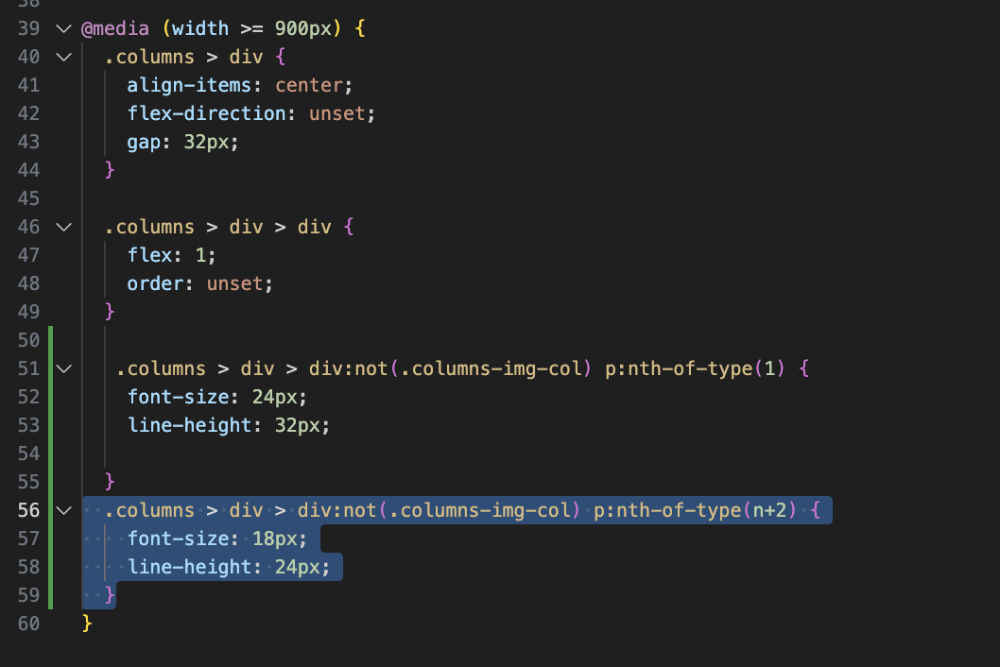 38
39 @media (width >= 900px) {
40 .columns > div {
41 align-items: center;
42 flex-direction: unset;
43 gap: 32px;
44 }
45
46 .columns > div > div {
47 flex: 1;
48 order: unset;
49 }
50
51 .columns > div > div:not(.columns-img-col) p:nth-of-type(1) {
52 font-size: 24px;
53 line-height: 32px;
54
55 }
56 .columns > div > div:not(.columns-img-col) p:nth-of-type(n+2) {
57 font-size: 18px;
58 line-height: 24px;
59 }
60 }